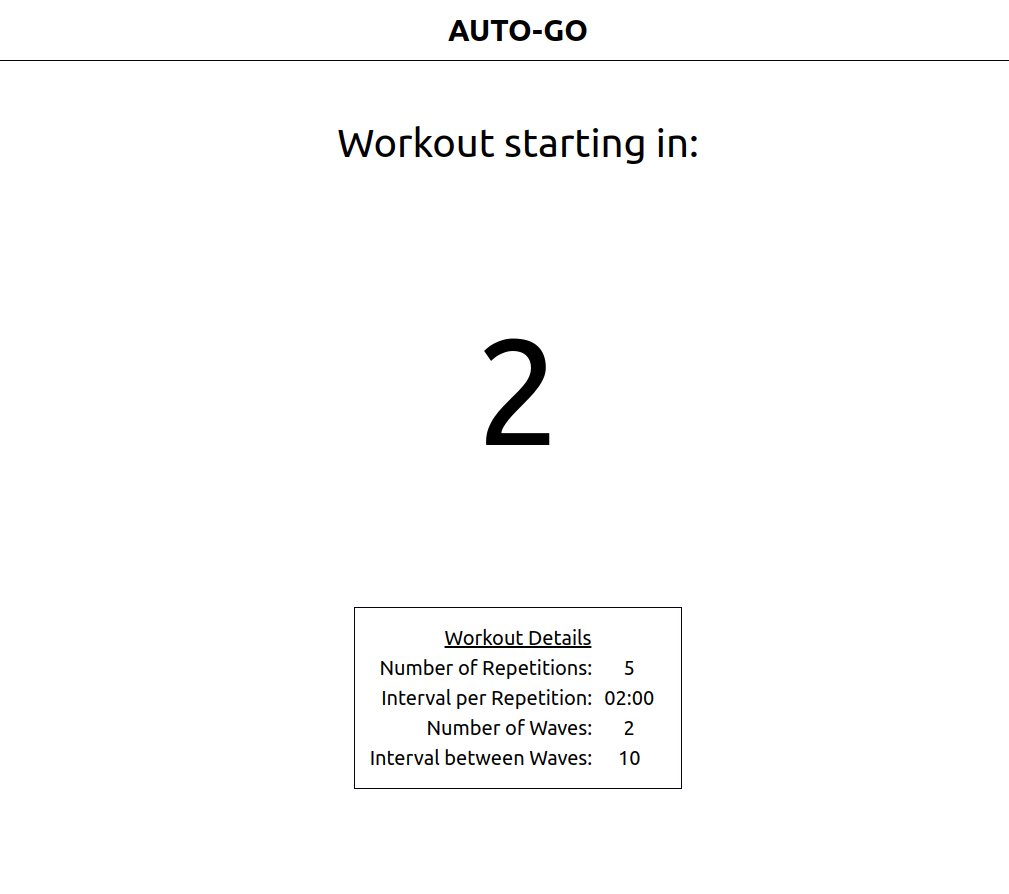 AUTO-GO
Workout starting in:
2
Workout Details
Number of Repetitions: 5
Interval per Repetition: 02:00
Number of Waves: 2
Interval between Waves: 10